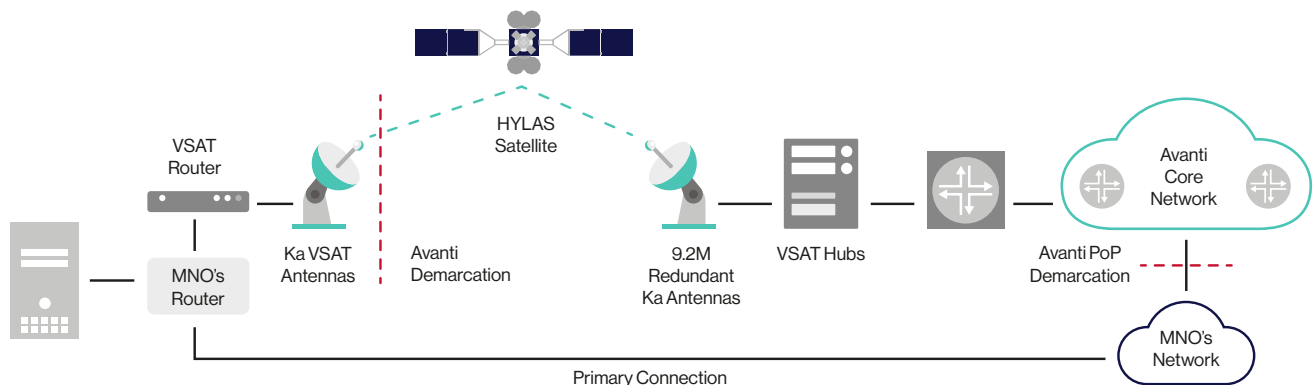 HYLAS
Satellite
VSAT
Router
Avanti
Core
Network
Ka VSAT
Antennas
Avanti
Demarcation
9.2M
Redundant
Ka Antennas
VSAT Hubs
Avanti PoP
Demarcation
MNO's
Router
MNO's
Network
Primary Connection